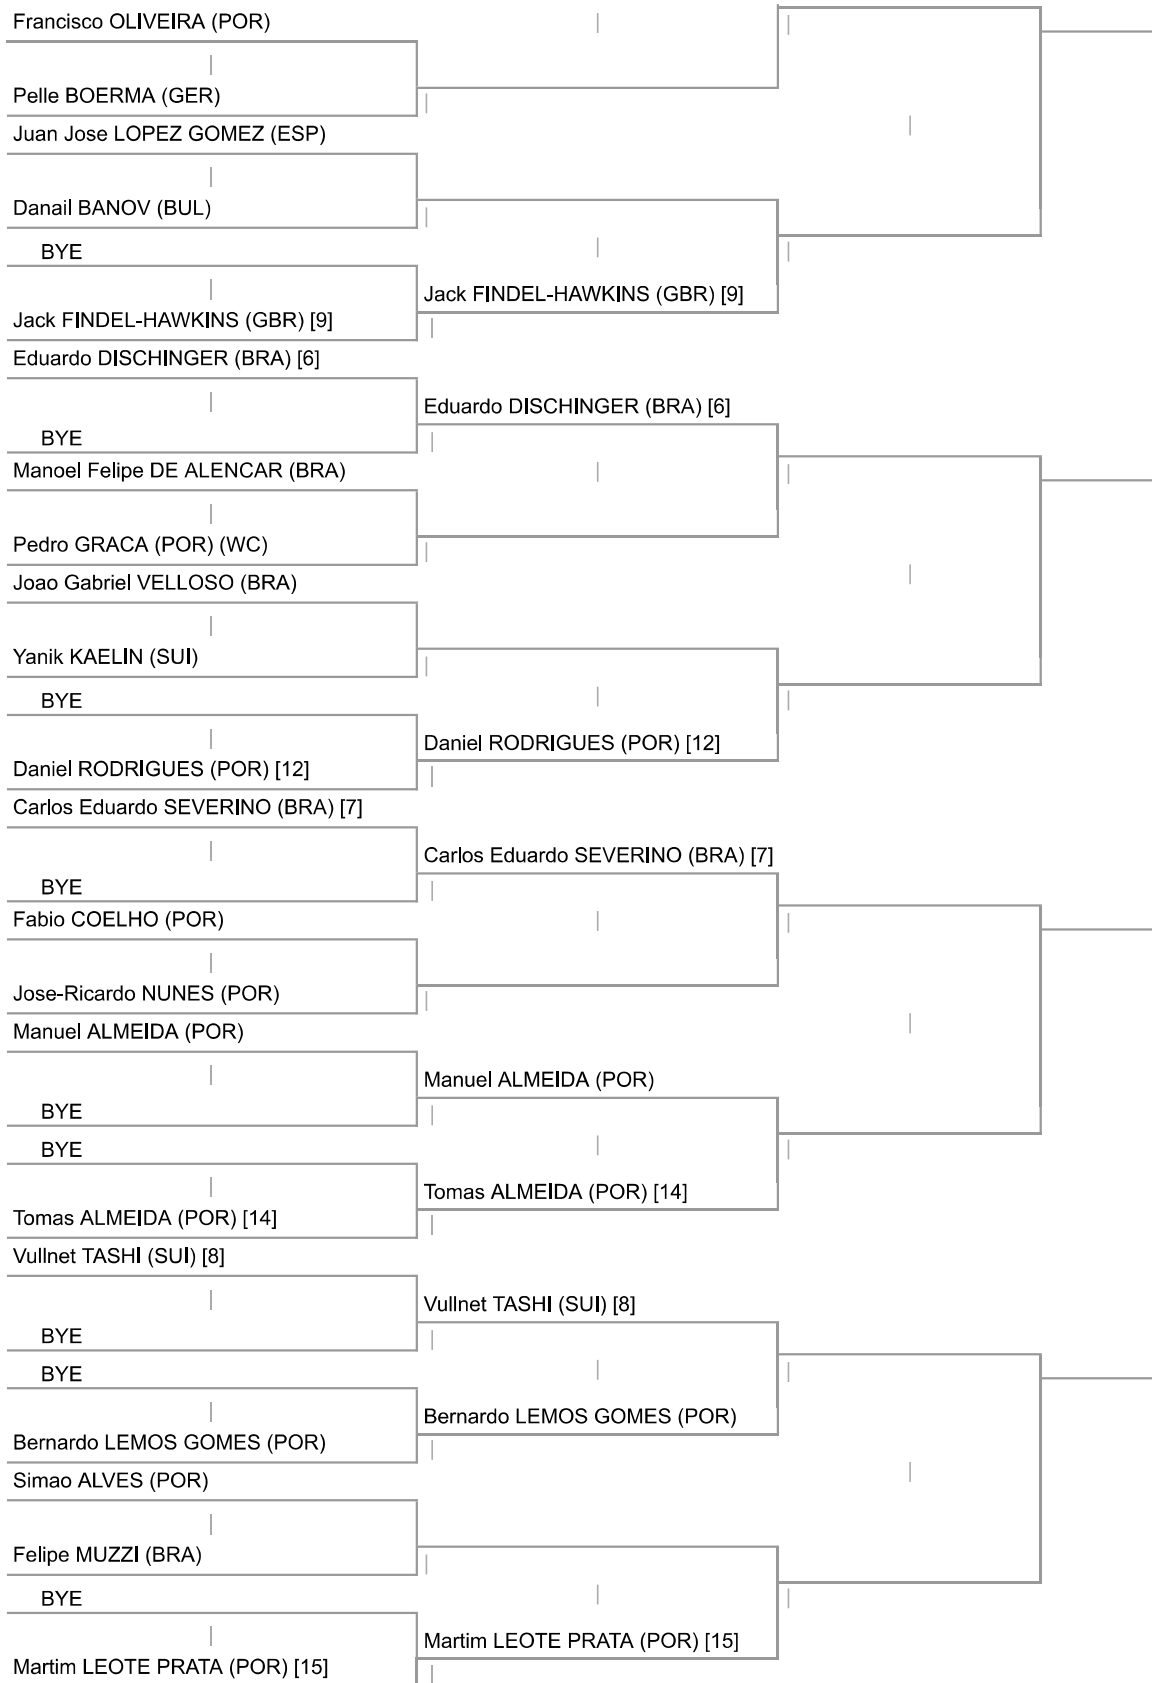 Francisco OLIVEIRA (POR)
Pelle BOERMA (GER)
Juan Jose LOPEZ GOMEZ (ESP)
Danail BANOV (BUL)
BYE
Jack FINDEL-HAWKINS (GBR) [9]
Jack FINDEL-HAWKINS (GBR) [9]
Eduardo DISCHINGER (BRA) [6]
Eduardo DISCHINGER (BRA) [6]
BYE
Manoel Felipe DE ALENCAR (BRA)
Pedro GRACA (POR) (WC)
Joao Gabriel VELLOSO (BRA)
Yanik KAELIN (SUI)
BYE
Daniel RODRIGUES (POR) [12]
Daniel RODRIGUES (POR) [12]
Carlos Eduardo SEVERINO (BRA) [7]
Carlos Eduardo SEVERINO (BRA) [7]
BYE
Fabio COELHO (POR)
Jose-Ricardo NUNES (POR)
Manuel ALMEIDA (POR)
Manuel ALMEIDA (POR)
BYE
BYE
Tomas ALMEIDA (POR) [14]
Tomas ALMEIDA (POR) [14]
Vullnet TASHI (SUI) [8]
Vullnet TASHI (SUI) [8]
BYE
BYE
Bernardo LEMOS GOMES (POR)
Bernardo LEMOS GOMES (POR)
Simao ALVES (POR)
Felipe MUZZI (BRA)
BYE
Martim LEOTE PRATA (POR) [15]
Martim LEOTE PRATA (POR) [15]